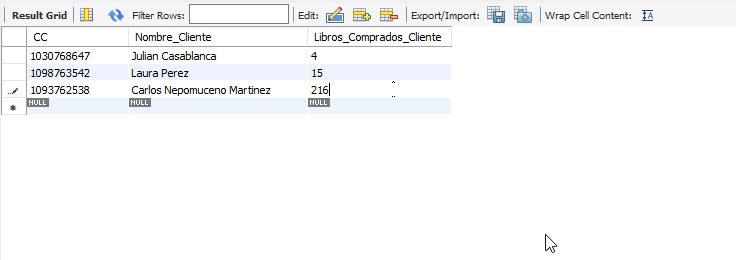 Result Grid Filter Rows: Edit: Export/Import: Wrap Cell Content: IA
CC Nombre_Cliente Libros_Comprados_Cliente
1030768647 Julian Casablanca 4
1098763542 Laura Perez 15
1093762538 Carlos Nepomuceno Martinez 216
NULL NULL NULL